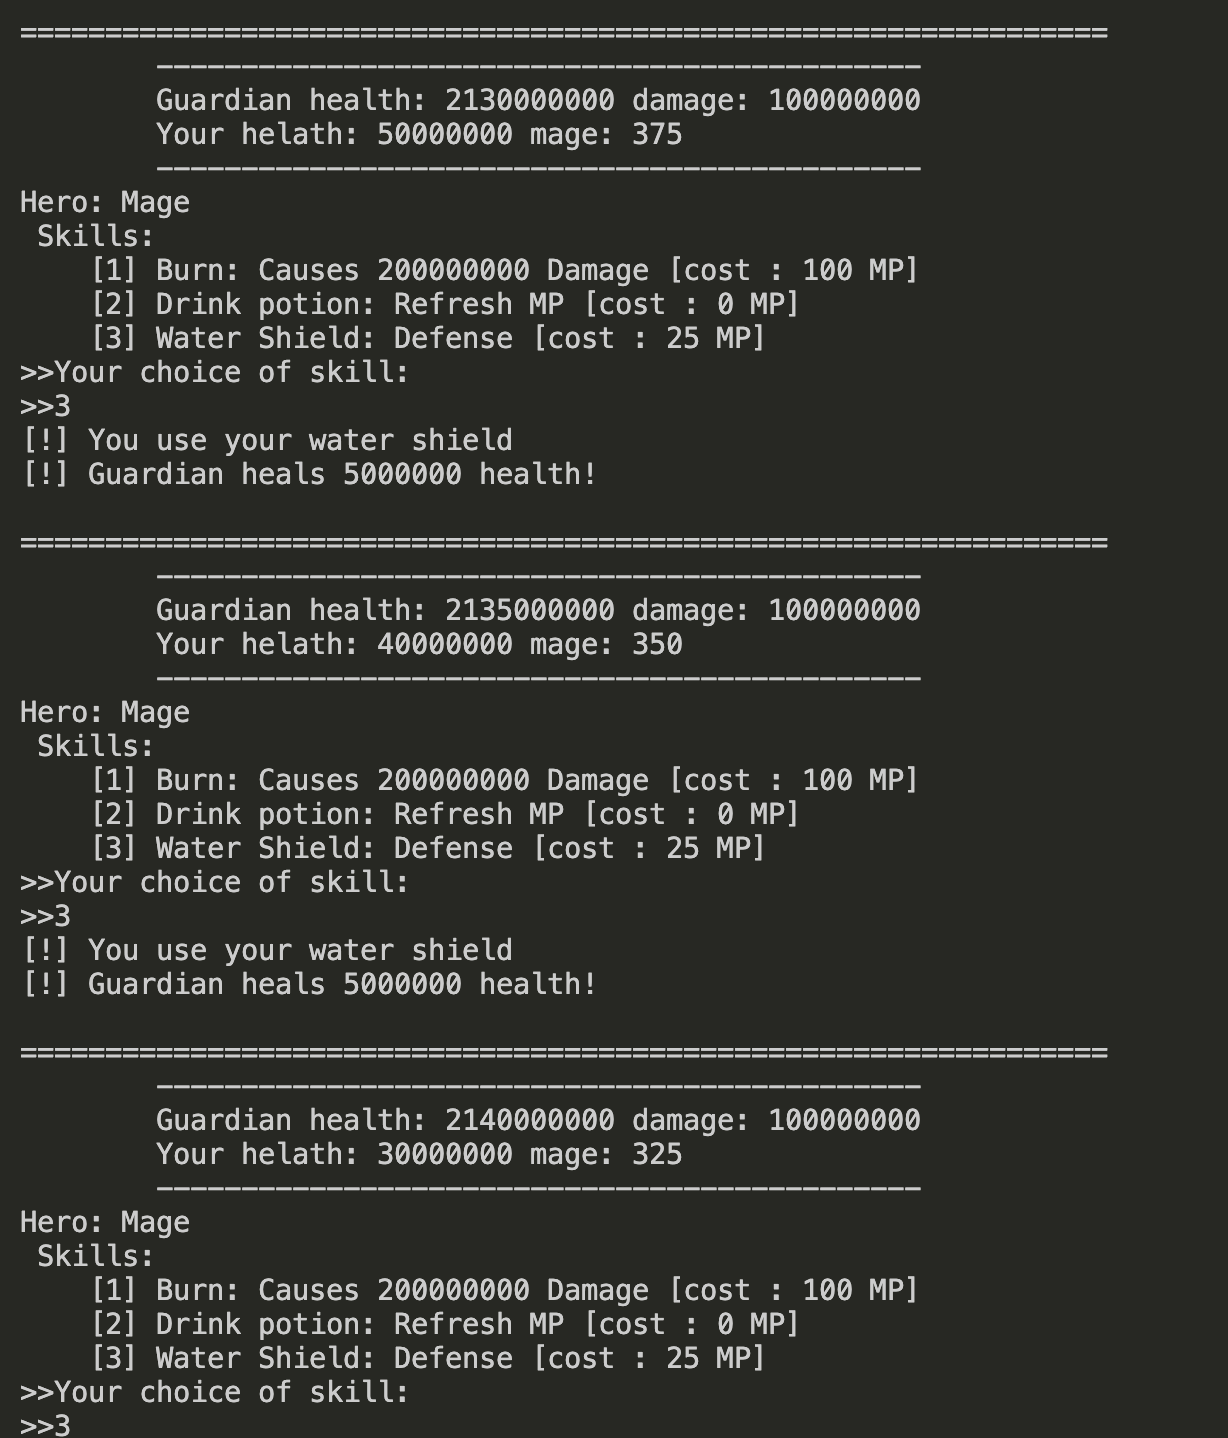 ================================================================
---------------------------------------------
Guardian health: 2130000000 damage: 100000000
Your helath: 50000000 mage: 375
---------------------------------------------
Hero: Mage
Skills:
[1] Burn: Causes 200000000 Damage [cost : 100 MP]
[2] Drink potion: Refresh MP [cost : 0 MP]
[3] Water Shield: Defense [cost : 25 MP]
>>Your choice of skill:
>>3
[!] You use your water shield
[!] Guardian heals 5000000 health!
================================================================
---------------------------------------------
Guardian health: 2135000000 damage: 100000000
Your helath: 40000000 mage: 350
---------------------------------------------
Hero: Mage
Skills:
[1] Burn: Causes 200000000 Damage [cost : 100 MP]
[2] Drink potion: Refresh MP [cost : 0 MP]
[3] Water Shield: Defense [cost : 25 MP]
>>Your choice of skill:
>>3
[!] You use your water shield
[!] Guardian heals 5000000 health!
================================================================
---------------------------------------------
Guardian health: 2140000000 damage: 100000000
Your helath: 30000000 mage: 325
---------------------------------------------
Hero: Mage
Skills:
[1] Burn: Causes 200000000 Damage [cost : 100 MP]
[2] Drink potion: Refresh MP [cost : 0 MP]
[3] Water Shield: Defense [cost : 25 MP]
>>Your choice of skill:
>>3